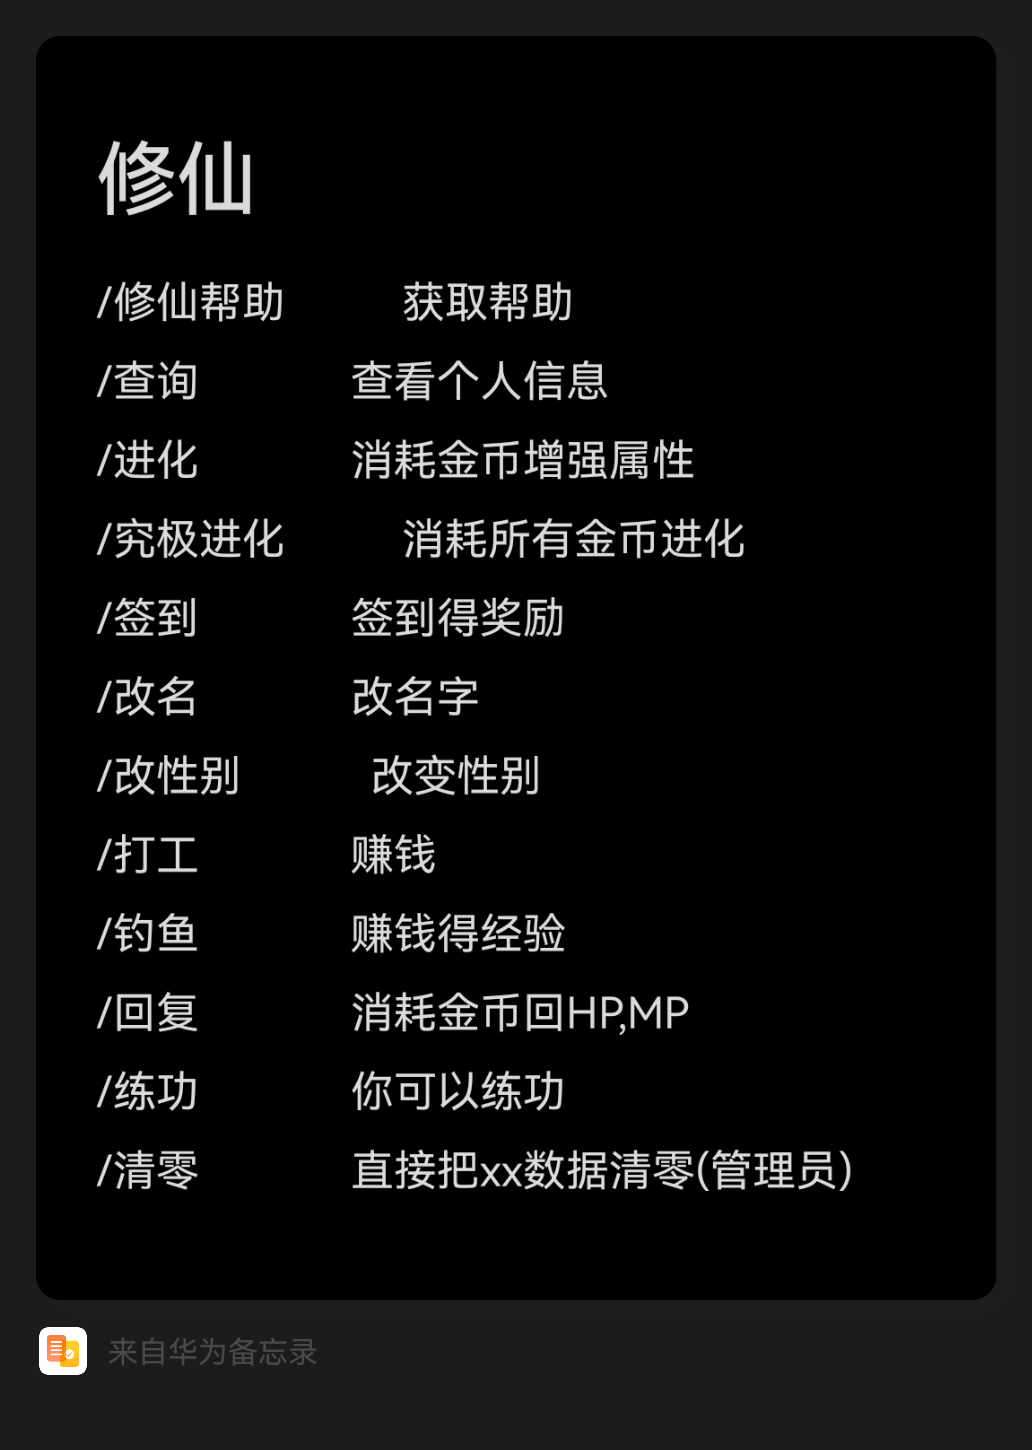 修仙
/修仙帮助 获取帮助
/查询 查看个人信息
/进化 消耗金币增强属性
/究极进化 消耗所有金币进化
/签到 签到得奖励
/改名 改名字
/改性别 改变性别
/打工 赚钱
/钓鱼 赚钱得经验
/回复 消耗金币回HP,MP
/练功 你可以练功
/清零 直接把xx数据清零(管理员)
来自华为备忘录